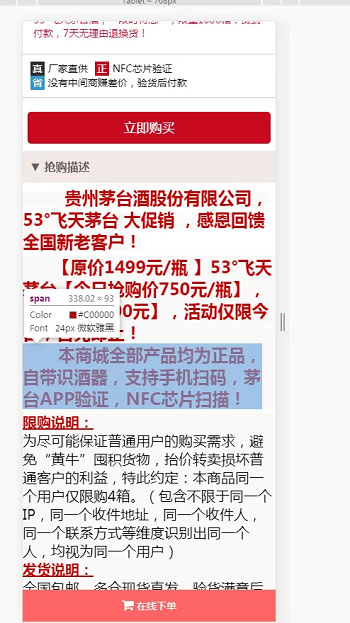 Tablet – 768px
付款，7天无理由退换货！
真 厂家直供 正 NFC芯片验证
省 没有中间商赚差价，验货后付款
立即购买
▼ 抢购描述
贵州茅台酒股份有限公司，
53°飞天茅台 大促销 ，感恩回馈
全国新老客户！
【原价1499元/瓶 】53°飞天
茅台【今日抢购价750元/瓶】，
00元】，活动仅限今
span 338.02 × 93
Color #C00000
Font 24px 微软雅黑
本商城全部产品均为正品，
自带识酒器，支持手机扫码，茅
台APP验证，NFC芯片扫描！
限购说明：
为尽可能保证普通用户的购买需求，避
免“黄牛”囤积货物，抬价转卖损坏普
通客户的利益，特此约定：本商品同一
个用户仅限购4箱。（包含不限于同一个
IP，同一个收件地址，同一个收件人，
同一个联系方式等维度识别出同一个
人，均视为同一个用户）
发货说明：
全国包邮，多仓现货直发，验货满意后
在线下单